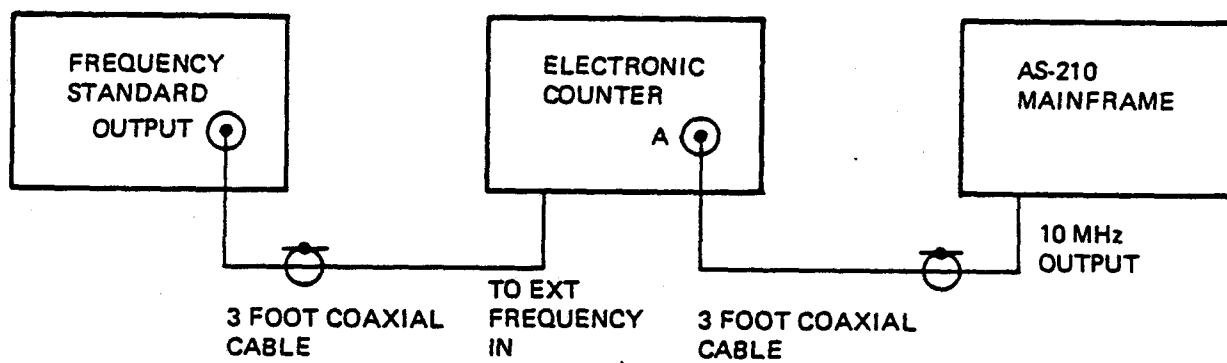 FREQUENCY
STANDARD
OUTPUT
ELECTRONIC
COUNTER
A
AS-210
MAINFRAME
3 FOOT COAXIAL
CABLE
TO EXT
FREQUENCY
IN
3 FOOT COAXIAL
CABLE
10 MHz
OUTPUT